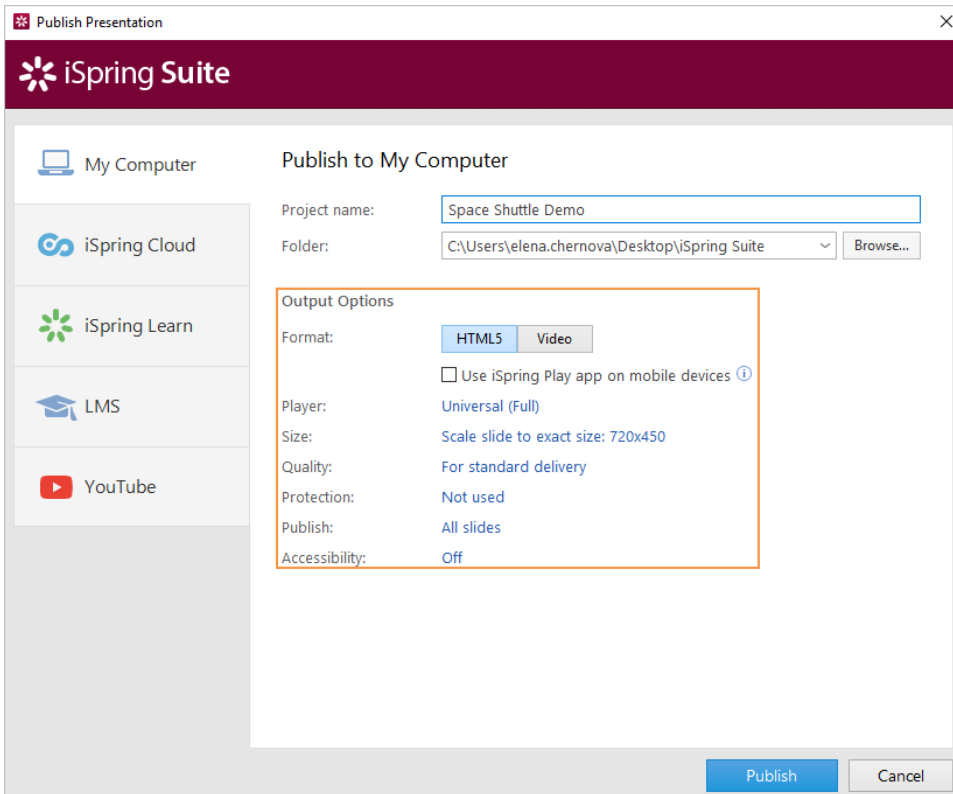 Publish Presentation
iSpring Suite
My Computer
iSpring Cloud
iSpring Learn
LMS
YouTube
Publish to My Computer
Project name: Space Shuttle Demo
Folder: C:\Users\elena.chernova\Desktop\iSpring Suite Browse...
Output Options
Format: HTML5 Video
Use iSpring Play app on mobile devices
Player: Universal (Full)
Size: Scale slide to exact size: 720x450
Quality: For standard delivery
Protection: Not used
Publish: All slides
Accessibility: Off
Publish Cancel